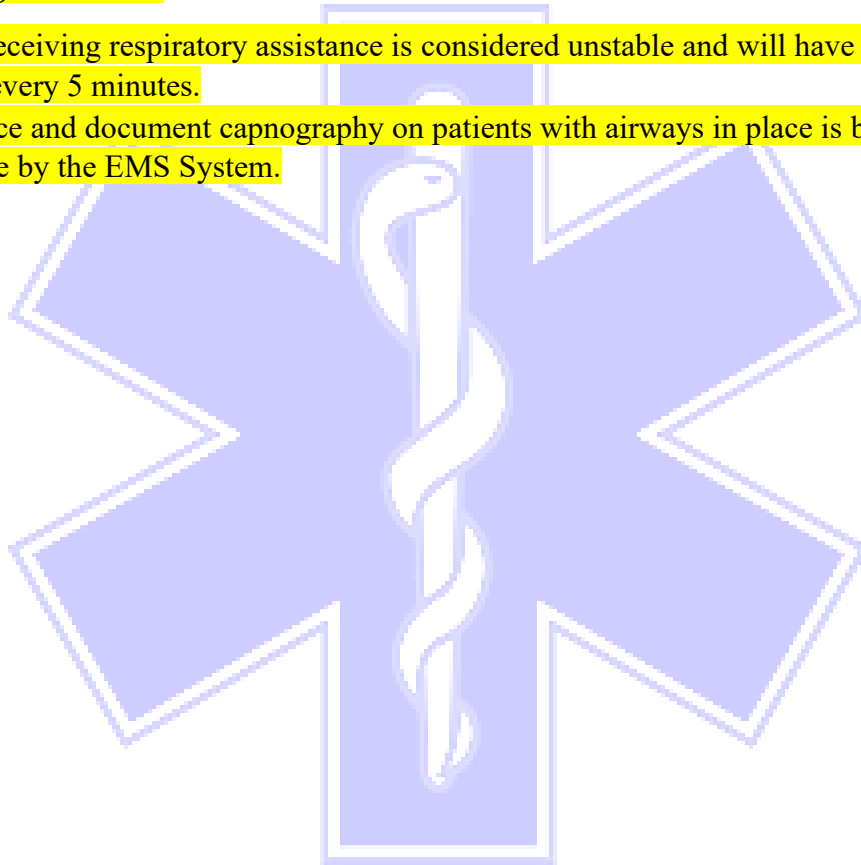 eceiving respiratory assistance is considered unstable and will have
every 5 minutes.
ce and document capnography on patients with airways in place is b
e by the EMS System.